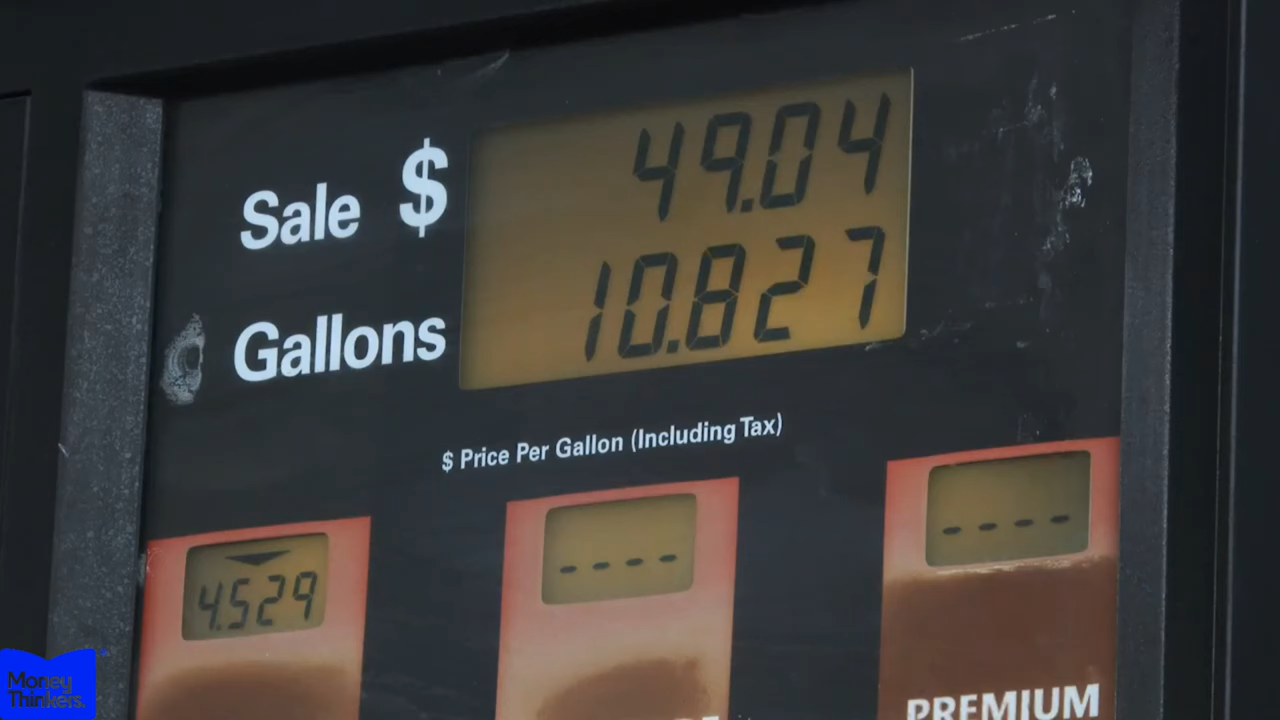 Sale $ 49.04
Gallons 10.827
$ Price Per Gallon (Including Tax)
4.529
- - - -
- - - -
PREMIUM
Money
Thinkers.